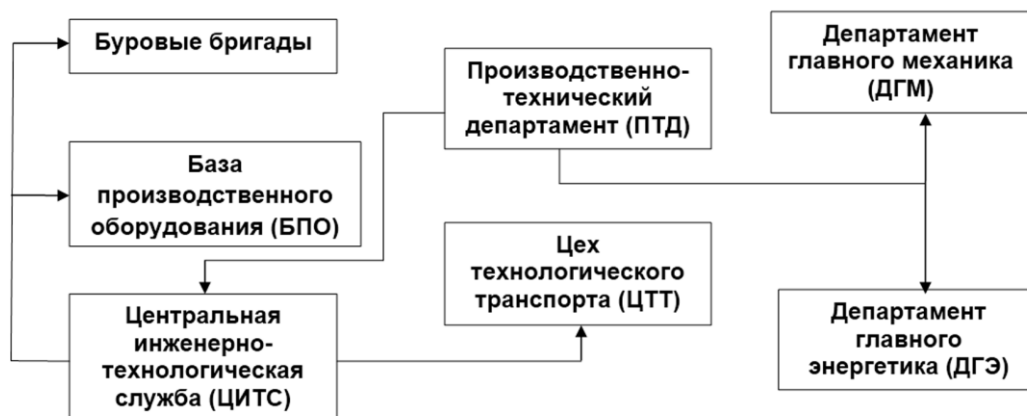 Буровые бригады
Производственно-
технический
департамент (ПТД)
Департамент
главного механика
(ДГМ)
База
производственного
оборудования (БПО)
Цех
технологического
транспорта (ЦТТ)
Центральная
инженерно-
технологическая
служба (ЦИТС)
Департамент
главного
энергетика (ДГЭ)